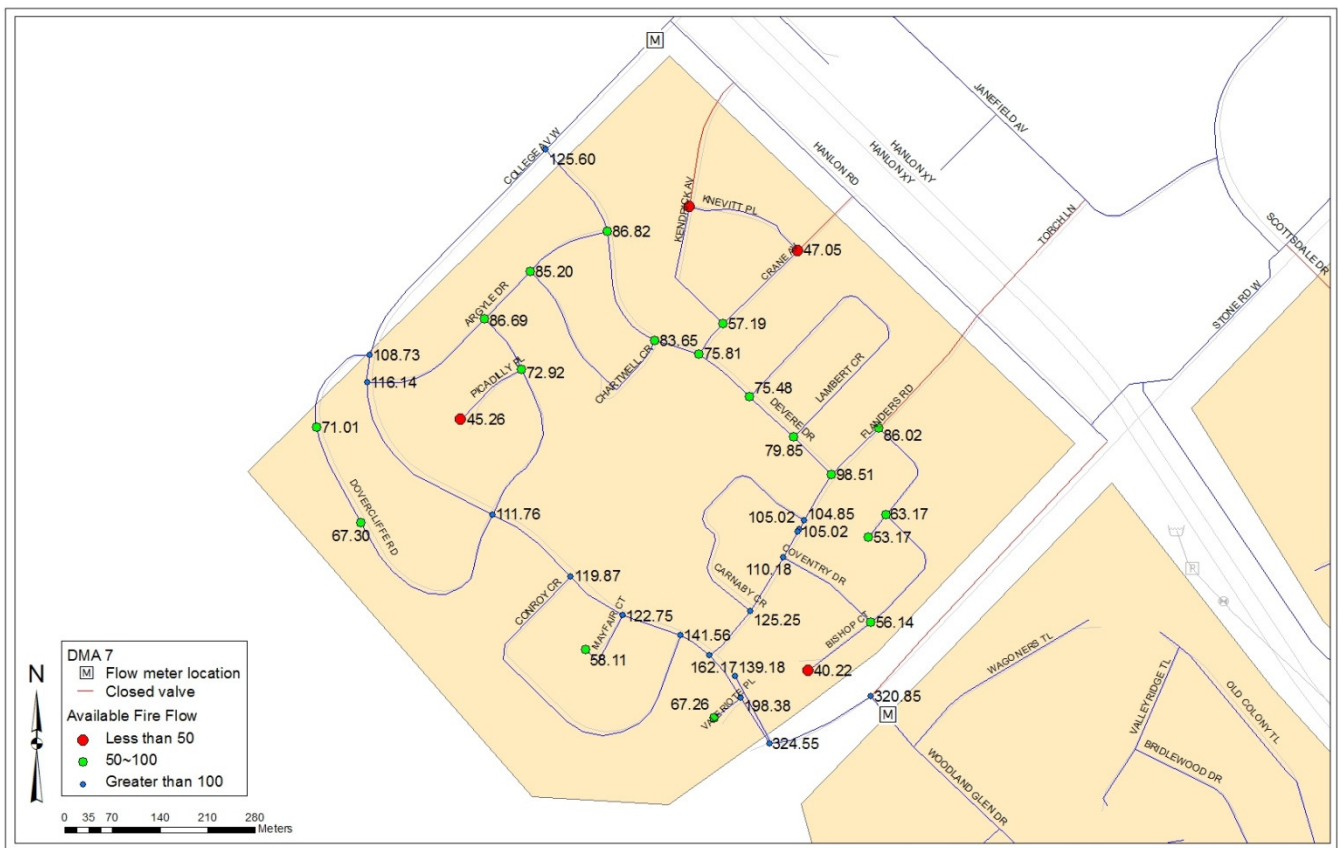 M
COLLEGE AV W
125.60
JANEFIELD AV
HANLON RD
HANLON XY
HANLON XY
KENDRICK AV
KNEVITT PL
47.05
CRANE AV
TORCH LN
SCOTTSDALE DR
STONE RD W
86.82
85.20
ARGYLE DR
86.69
57.19
83.65
75.81
CHARTWELL CR
108.73
116.14
PICADILLY PL
72.92
45.26
75.48
LAMBERT CR
DEVERE DR
79.85
FLANDERS RD
86.02
71.01
98.51
DOVERCLIFFE RD
67.30
111.76
105.02
104.85
105.02
63.17
53.17
110.18
COVENTRY DR
119.87
CONROY CR
MAYFAIR CT
122.75
CARNABY CR
125.25
BISHOP CT
56.14
141.56
58.11
162.17
139.18
40.22
67.26
198.38
320.85
M
324.55
WAGONERS TL
VALLEYRIDGE TL
OLD COLONY TL
BRIDLEWOOD DR
WOODLAND GLEN DR
R
N
DMA 7
M Flow meter location
Closed valve
Available Fire Flow
Less than 50
50~100
Greater than 100
0 35 70 140 210 280
Meters